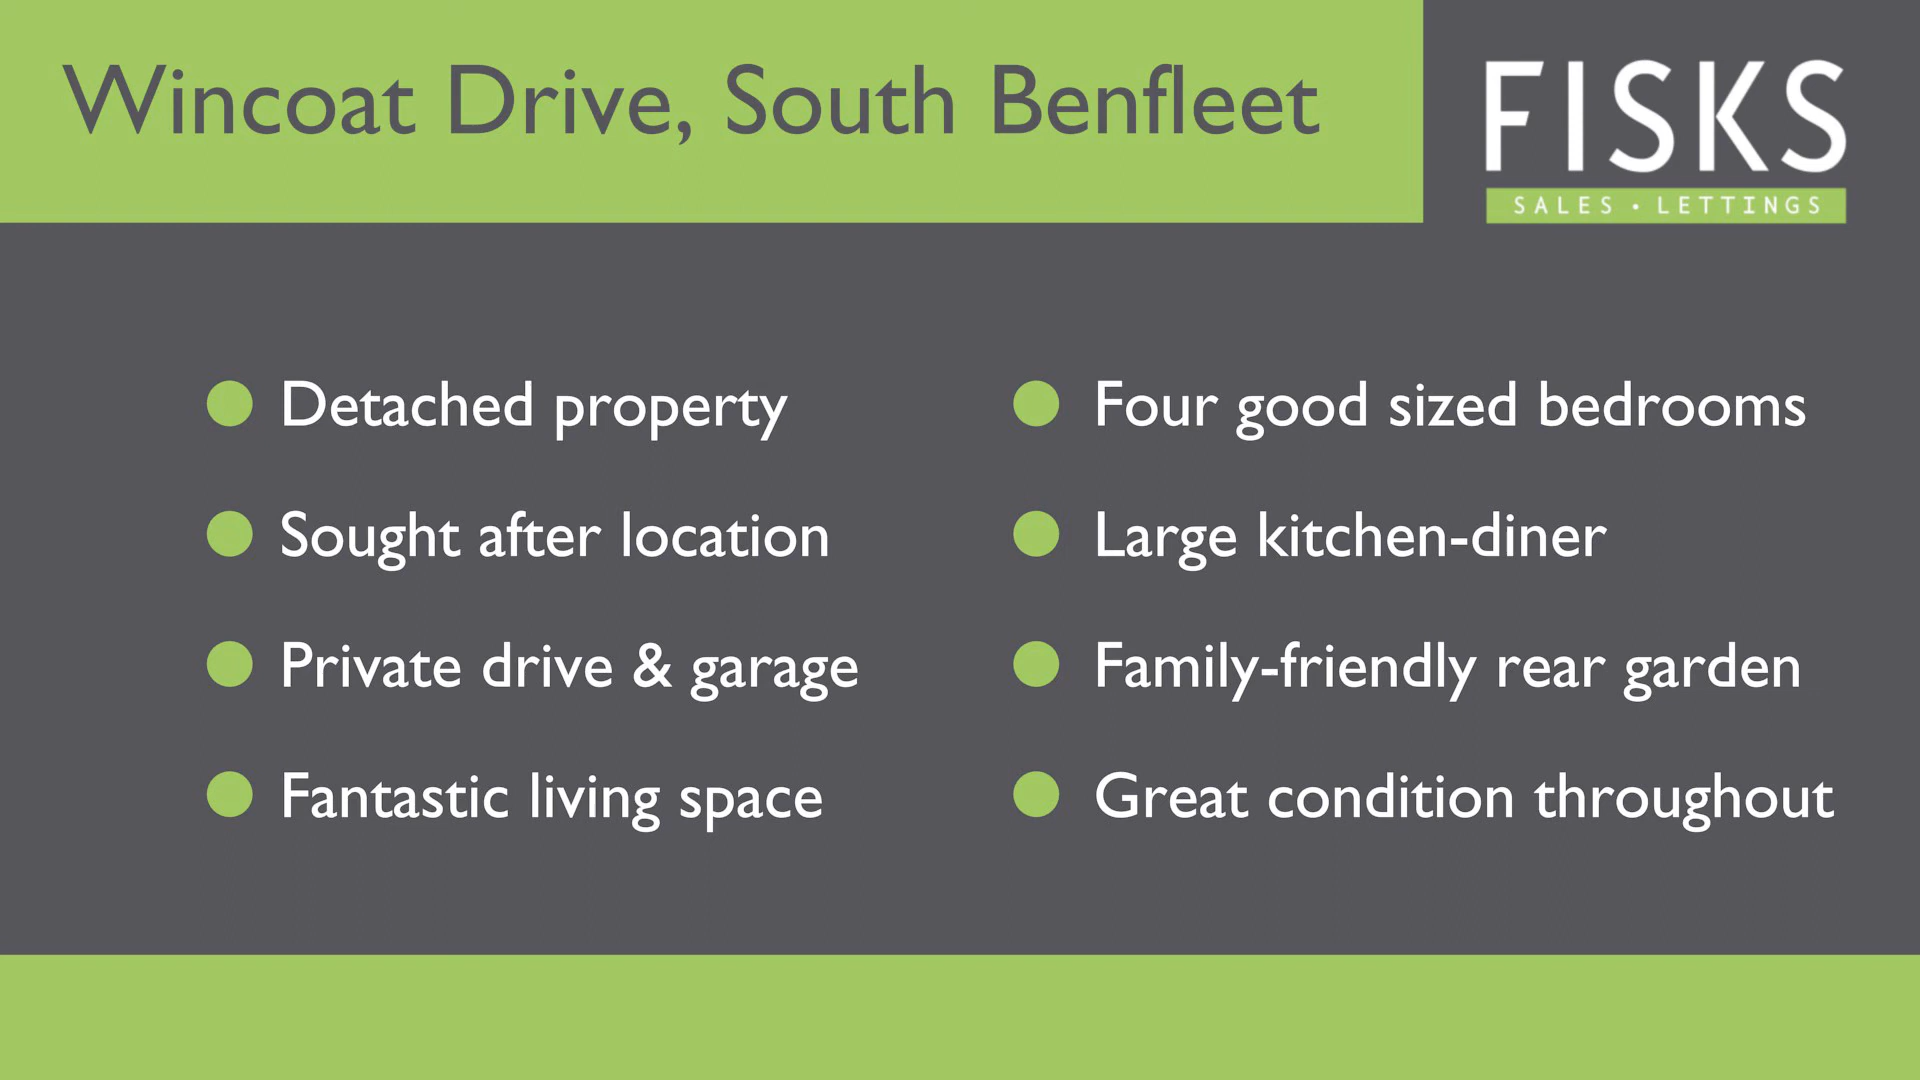 Wincoat Drive, South Benfleet
FISKS
SALES • LETTINGS
Detached property
Sought after location
Private drive & garage
Fantastic living space
Four good sized bedrooms
Large kitchen-diner
Family-friendly rear garden
Great condition throughout